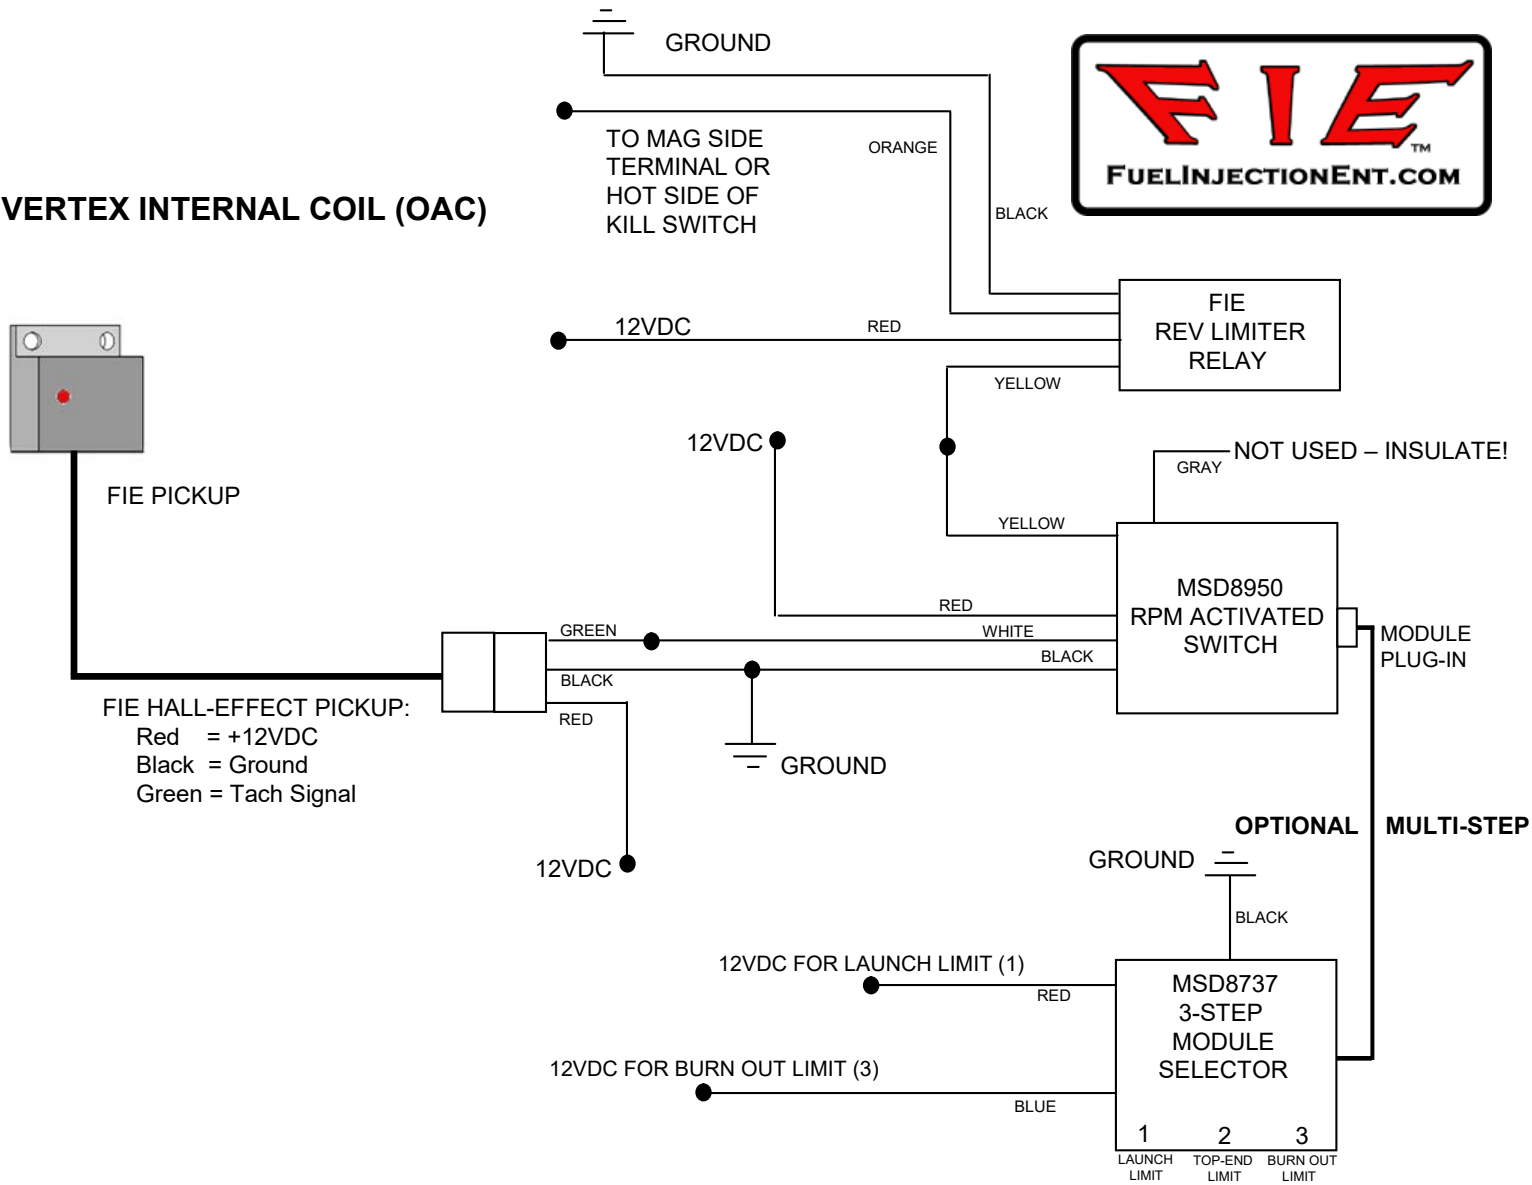 GROUND
FIE
™
FUELINJECTIONENT.COM
TO MAG SIDE
TERMINAL OR
HOT SIDE OF
KILL SWITCH
ORANGE
VERTEX INTERNAL COIL (OAC)
BLACK
FIE
REV LIMITER
RELAY
12VDC
RED
YELLOW
12VDC
NOT USED – INSULATE!
GRAY
FIE PICKUP
YELLOW
MSD8950
RPM ACTIVATED
SWITCH
RED
GREEN
WHITE
MODULE
PLUG-IN
BLACK
BLACK
RED
FIE HALL-EFFECT PICKUP:
Red = +12VDC
Black = Ground
Green = Tach Signal
GROUND
12VDC
OPTIONAL MULTI-STEP
GROUND
BLACK
12VDC FOR LAUNCH LIMIT (1)
RED
MSD8737
3-STEP
MODULE
SELECTOR
12VDC FOR BURN OUT LIMIT (3)
BLUE
1 2 3
LAUNCH LIMIT
TOP-END LIMIT
BURN OUT LIMIT